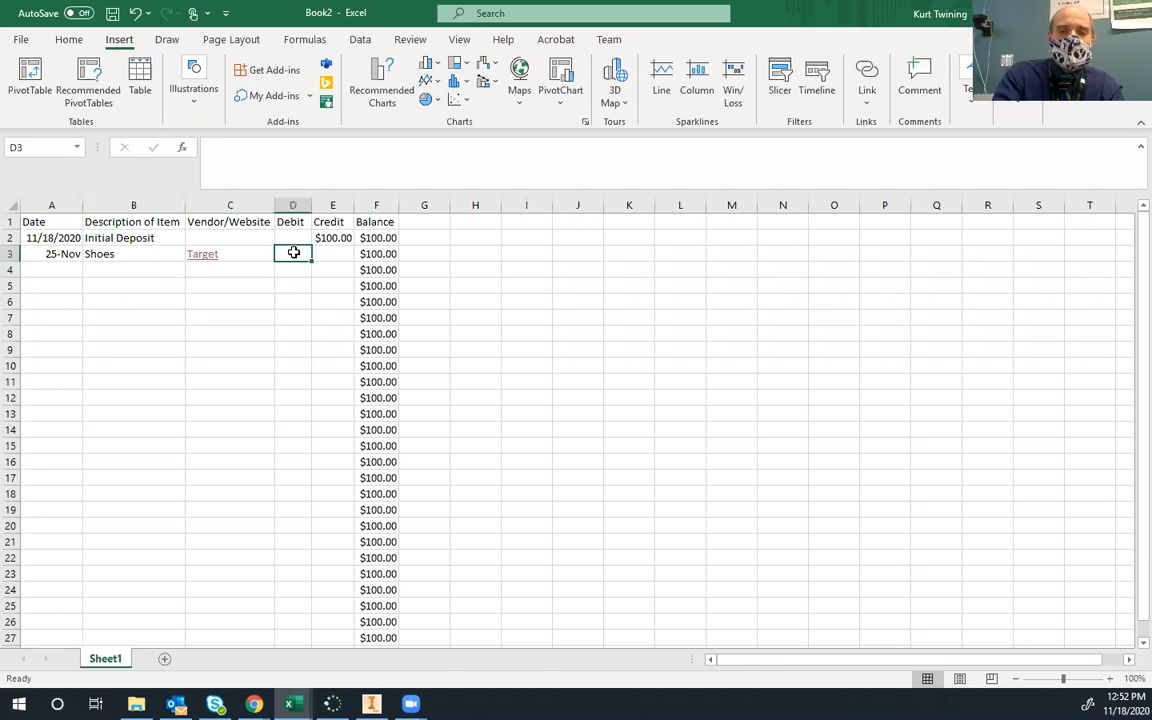 AutoSave Off Book2 - Excel Search Kurt Twining
File Home Insert Draw Page Layout Formulas Data Review View Help Acrobat Team
PivotTable Recommended PivotTables Table Illustrations Get Add-ins My Add-ins Recommended Charts Maps PivotChart 3D Map Line Column Win/Loss Slicer Timeline Link Comment
Tables Add-ins Charts Tours Sparklines Filters Links Comments
D3 fx
A B C D E F G H I J K L M N O P Q R S T
1 Date Description of Item Vendor/Website Debit Credit Balance
2 11/18/2020 Initial Deposit $100.00 $100.00
3 25-Nov Shoes Target $100.00
4 $100.00
5 $100.00
6 $100.00
7 $100.00
8 $100.00
9 $100.00
10 $100.00
11 $100.00
12 $100.00
13 $100.00
14 $100.00
15 $100.00
16 $100.00
17 $100.00
18 $100.00
19 $100.00
20 $100.00
21 $100.00
22 $100.00
23 $100.00
24 $100.00
25 $100.00
26 $100.00
27 $100.00
Sheet1
Ready 100%
12:52 PM
11/18/2020